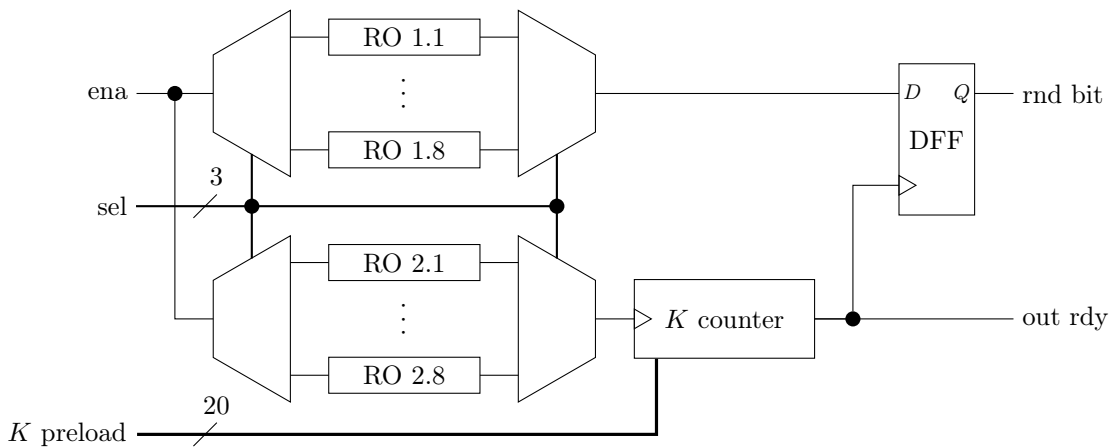 RO 1.1
⋮
ena
D Q
rnd bit
DFF
RO 1.8
3
sel
RO 2.1
⋮
K counter
out rdy
RO 2.8
20
K preload